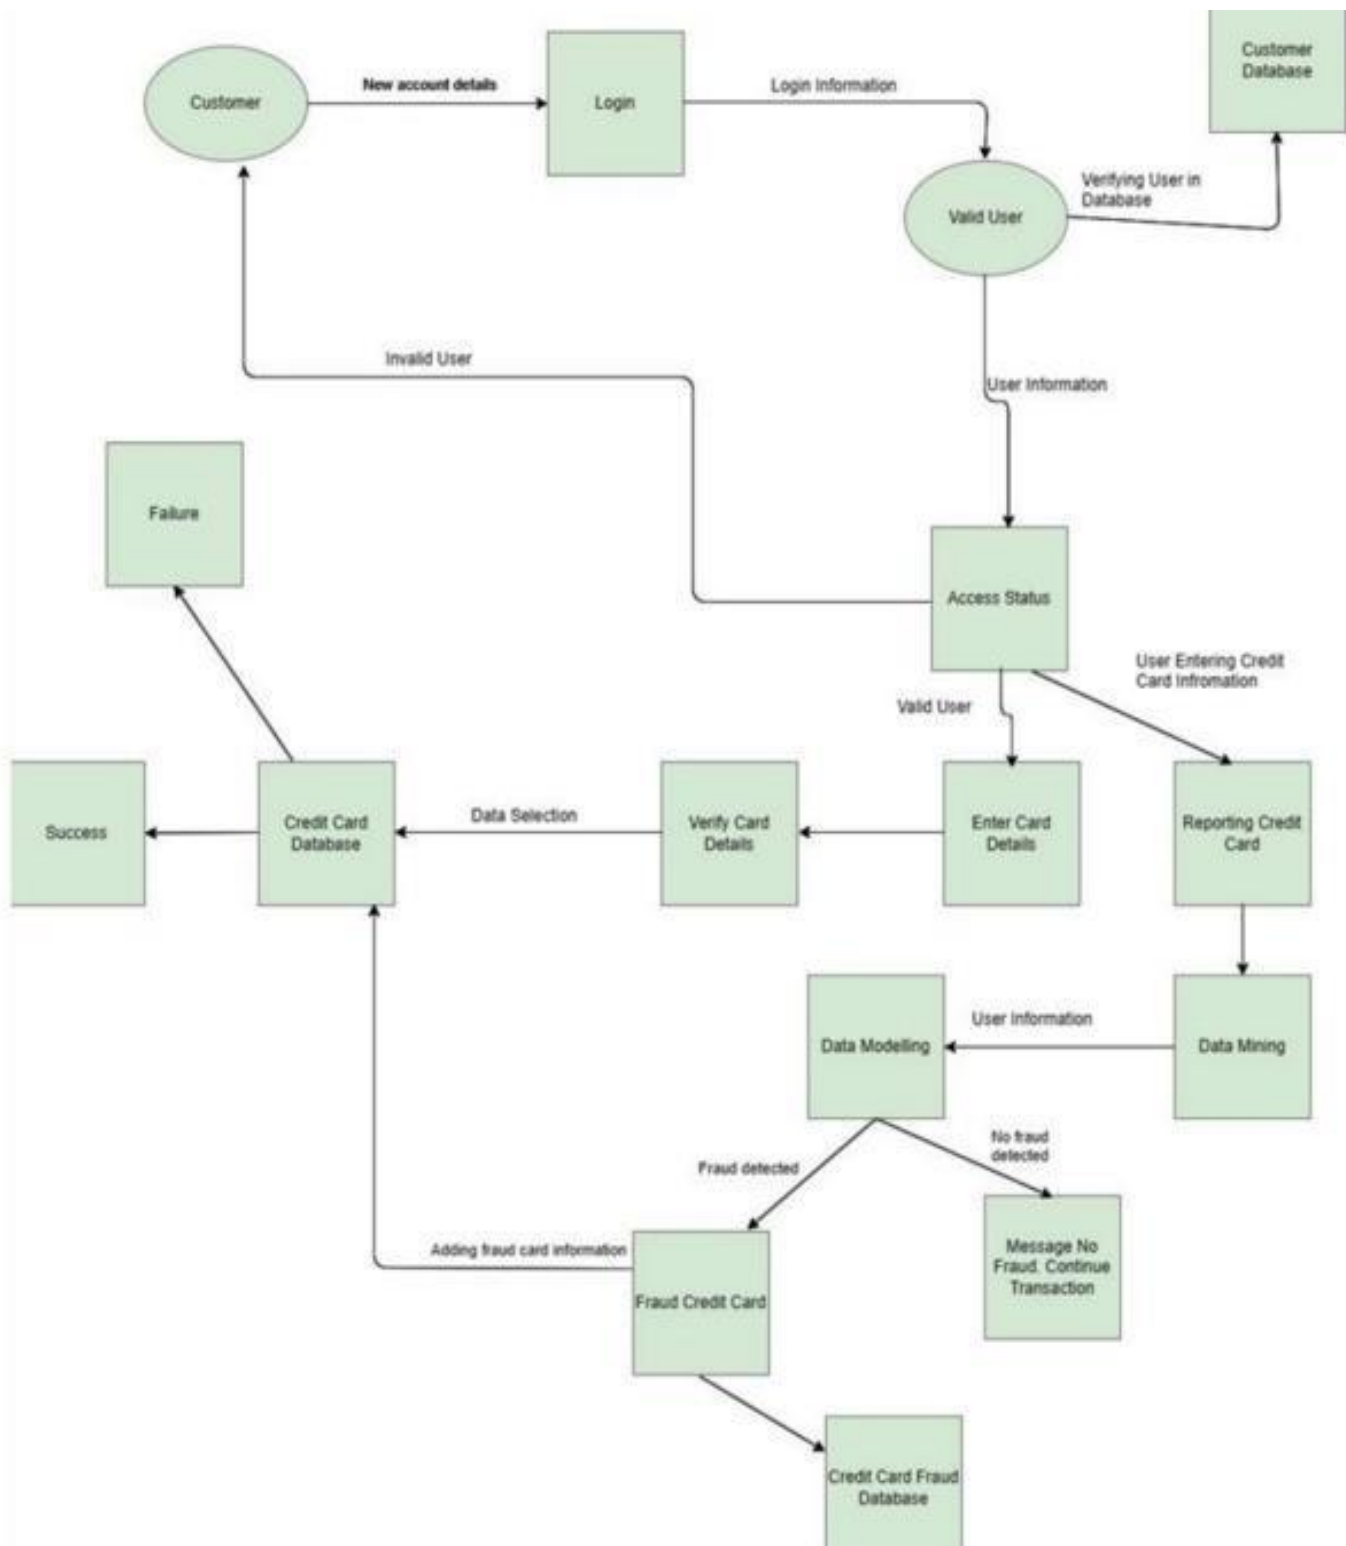 Customer
Database
New account details
Login Information
Customer
Login
Verifying User in
Database
Valid User
Invalid User
User Information
Failure
Access Status
User Entering Credit
Card Infromation
Valid User
Data Selection
Success
Credit Card
Database
Verify Card
Details
Enter Card
Details
Reporting Credit
Card
User Information
Data Modelling
Data Mining
No fraud
detected
Fraud detected
Adding fraud card information
Message No
Fraud. Continue
Transaction
Fraud Credit Card
Credit Card Fraud
Database